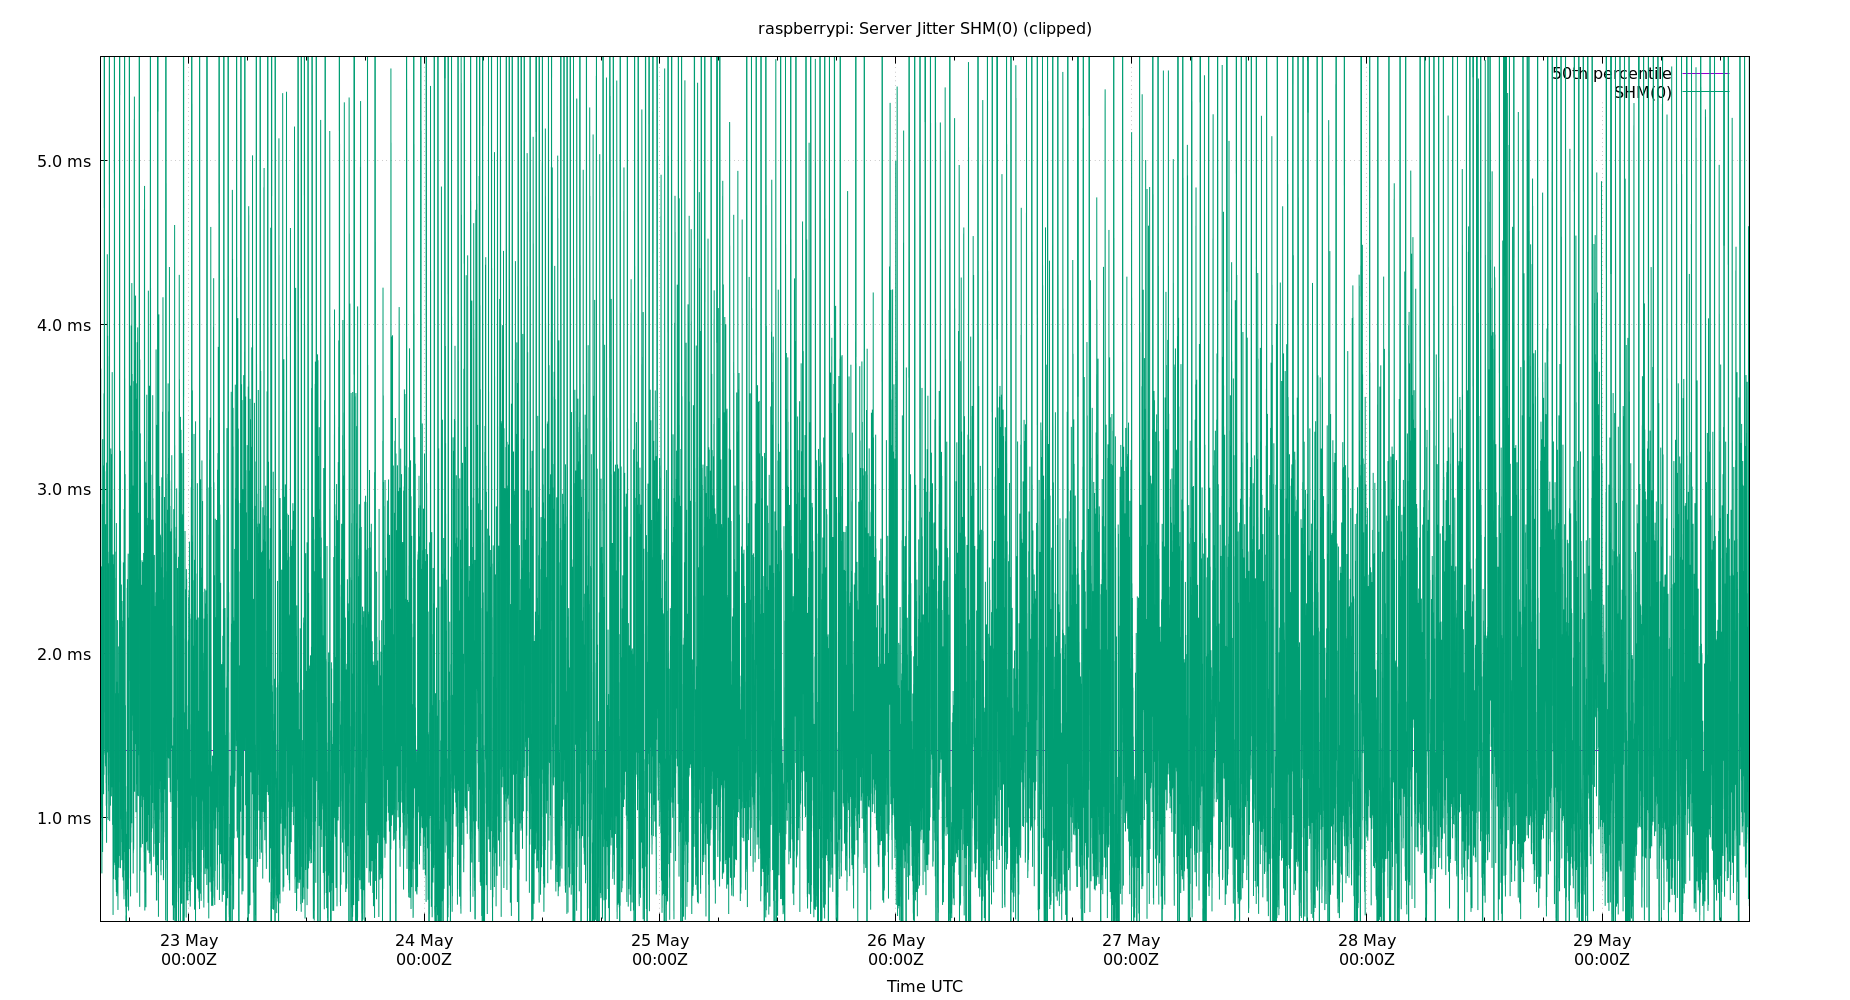 raspberrypi: Server Jitter SHM(0) (clipped)
50th percentile
SHM(0)
5.0 ms
4.0 ms
3.0 ms
2.0 ms
1.0 ms
23 May 24 May 25 May 26 May 27 May 28 May 29 May
00:00Z 00:00Z 00:00Z 00:00Z 00:00Z 00:00Z 00:00Z
Time UTC